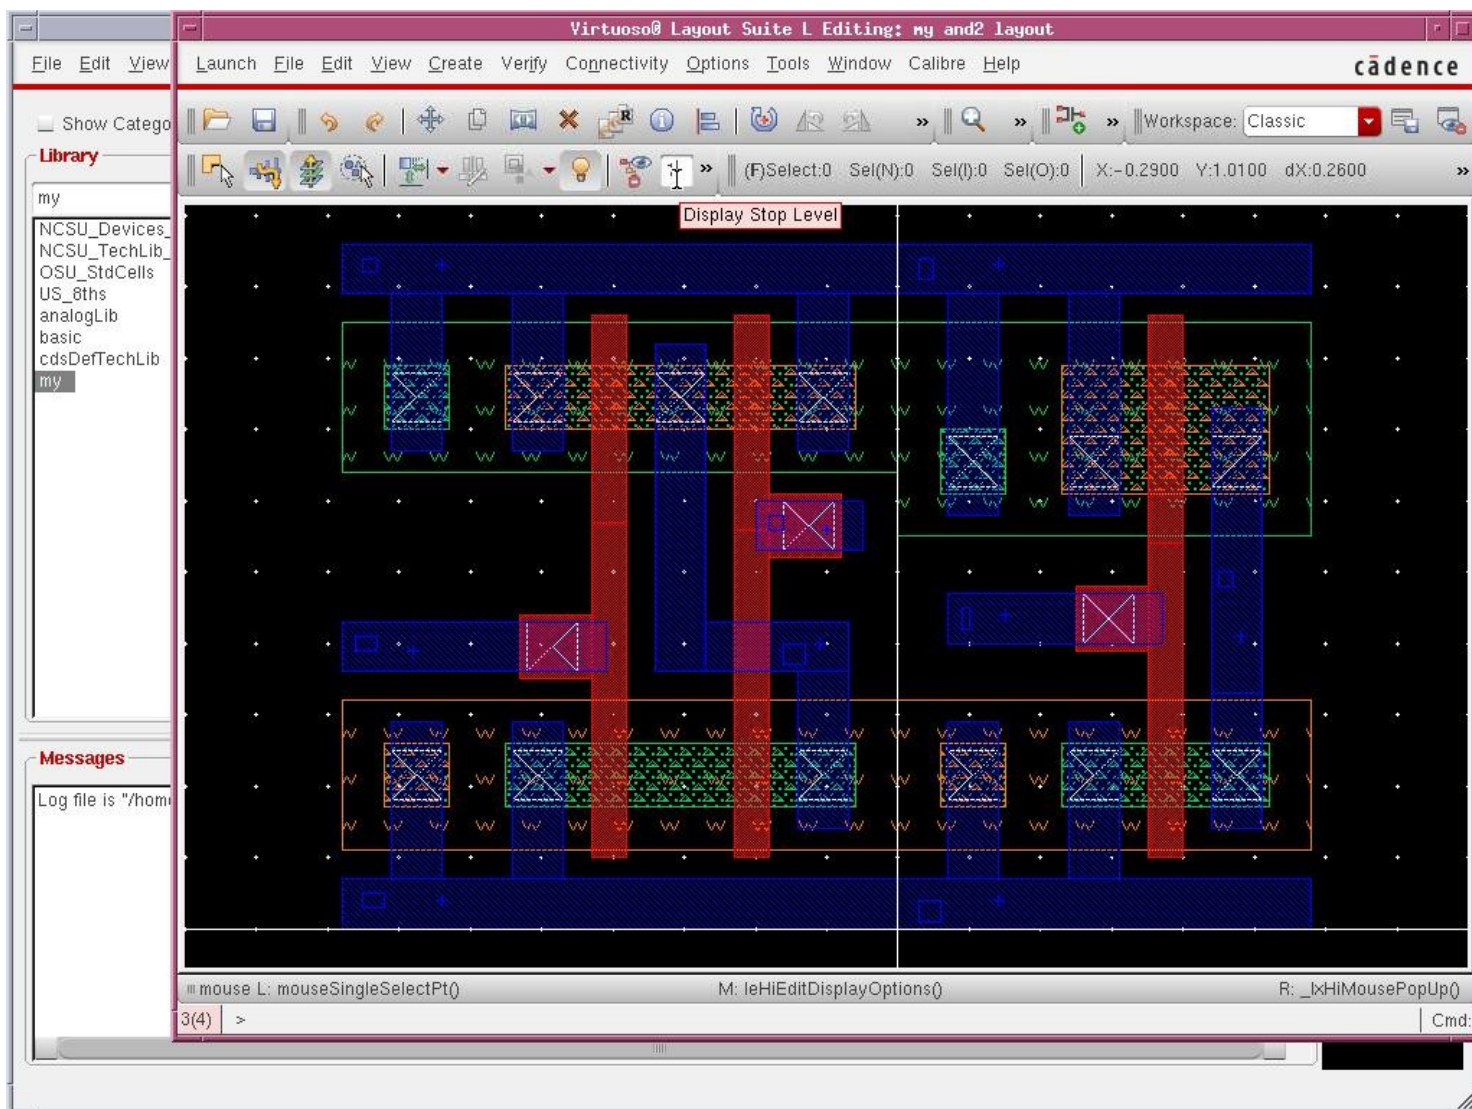 Virtuoso® Layout Suite L Editing: my and2 layout
File Edit View
Launch File Edit View Create Verify Connectivity Options Tools Window Calibre Help
cādence
Show Catego
R
Workspace: Classic
Library
my
(F)Select:0 Sel(N):0 Sel(I):0 Sel(O):0 X:-0.2900 Y:1.0100 dX:0.2600
Display Stop Level
NCSU_Devices_
NCSU_TechLib_
OSU_StdCells
US_8ths
analogLib
basic
cdsDefTechLib
my
Messages
Log file is "/hom
mouse L: mouseSingleSelectPt()
M: leHiEditDisplayOptions()
R: _lxHiMousePopUp()
3(4) >
Cmd: